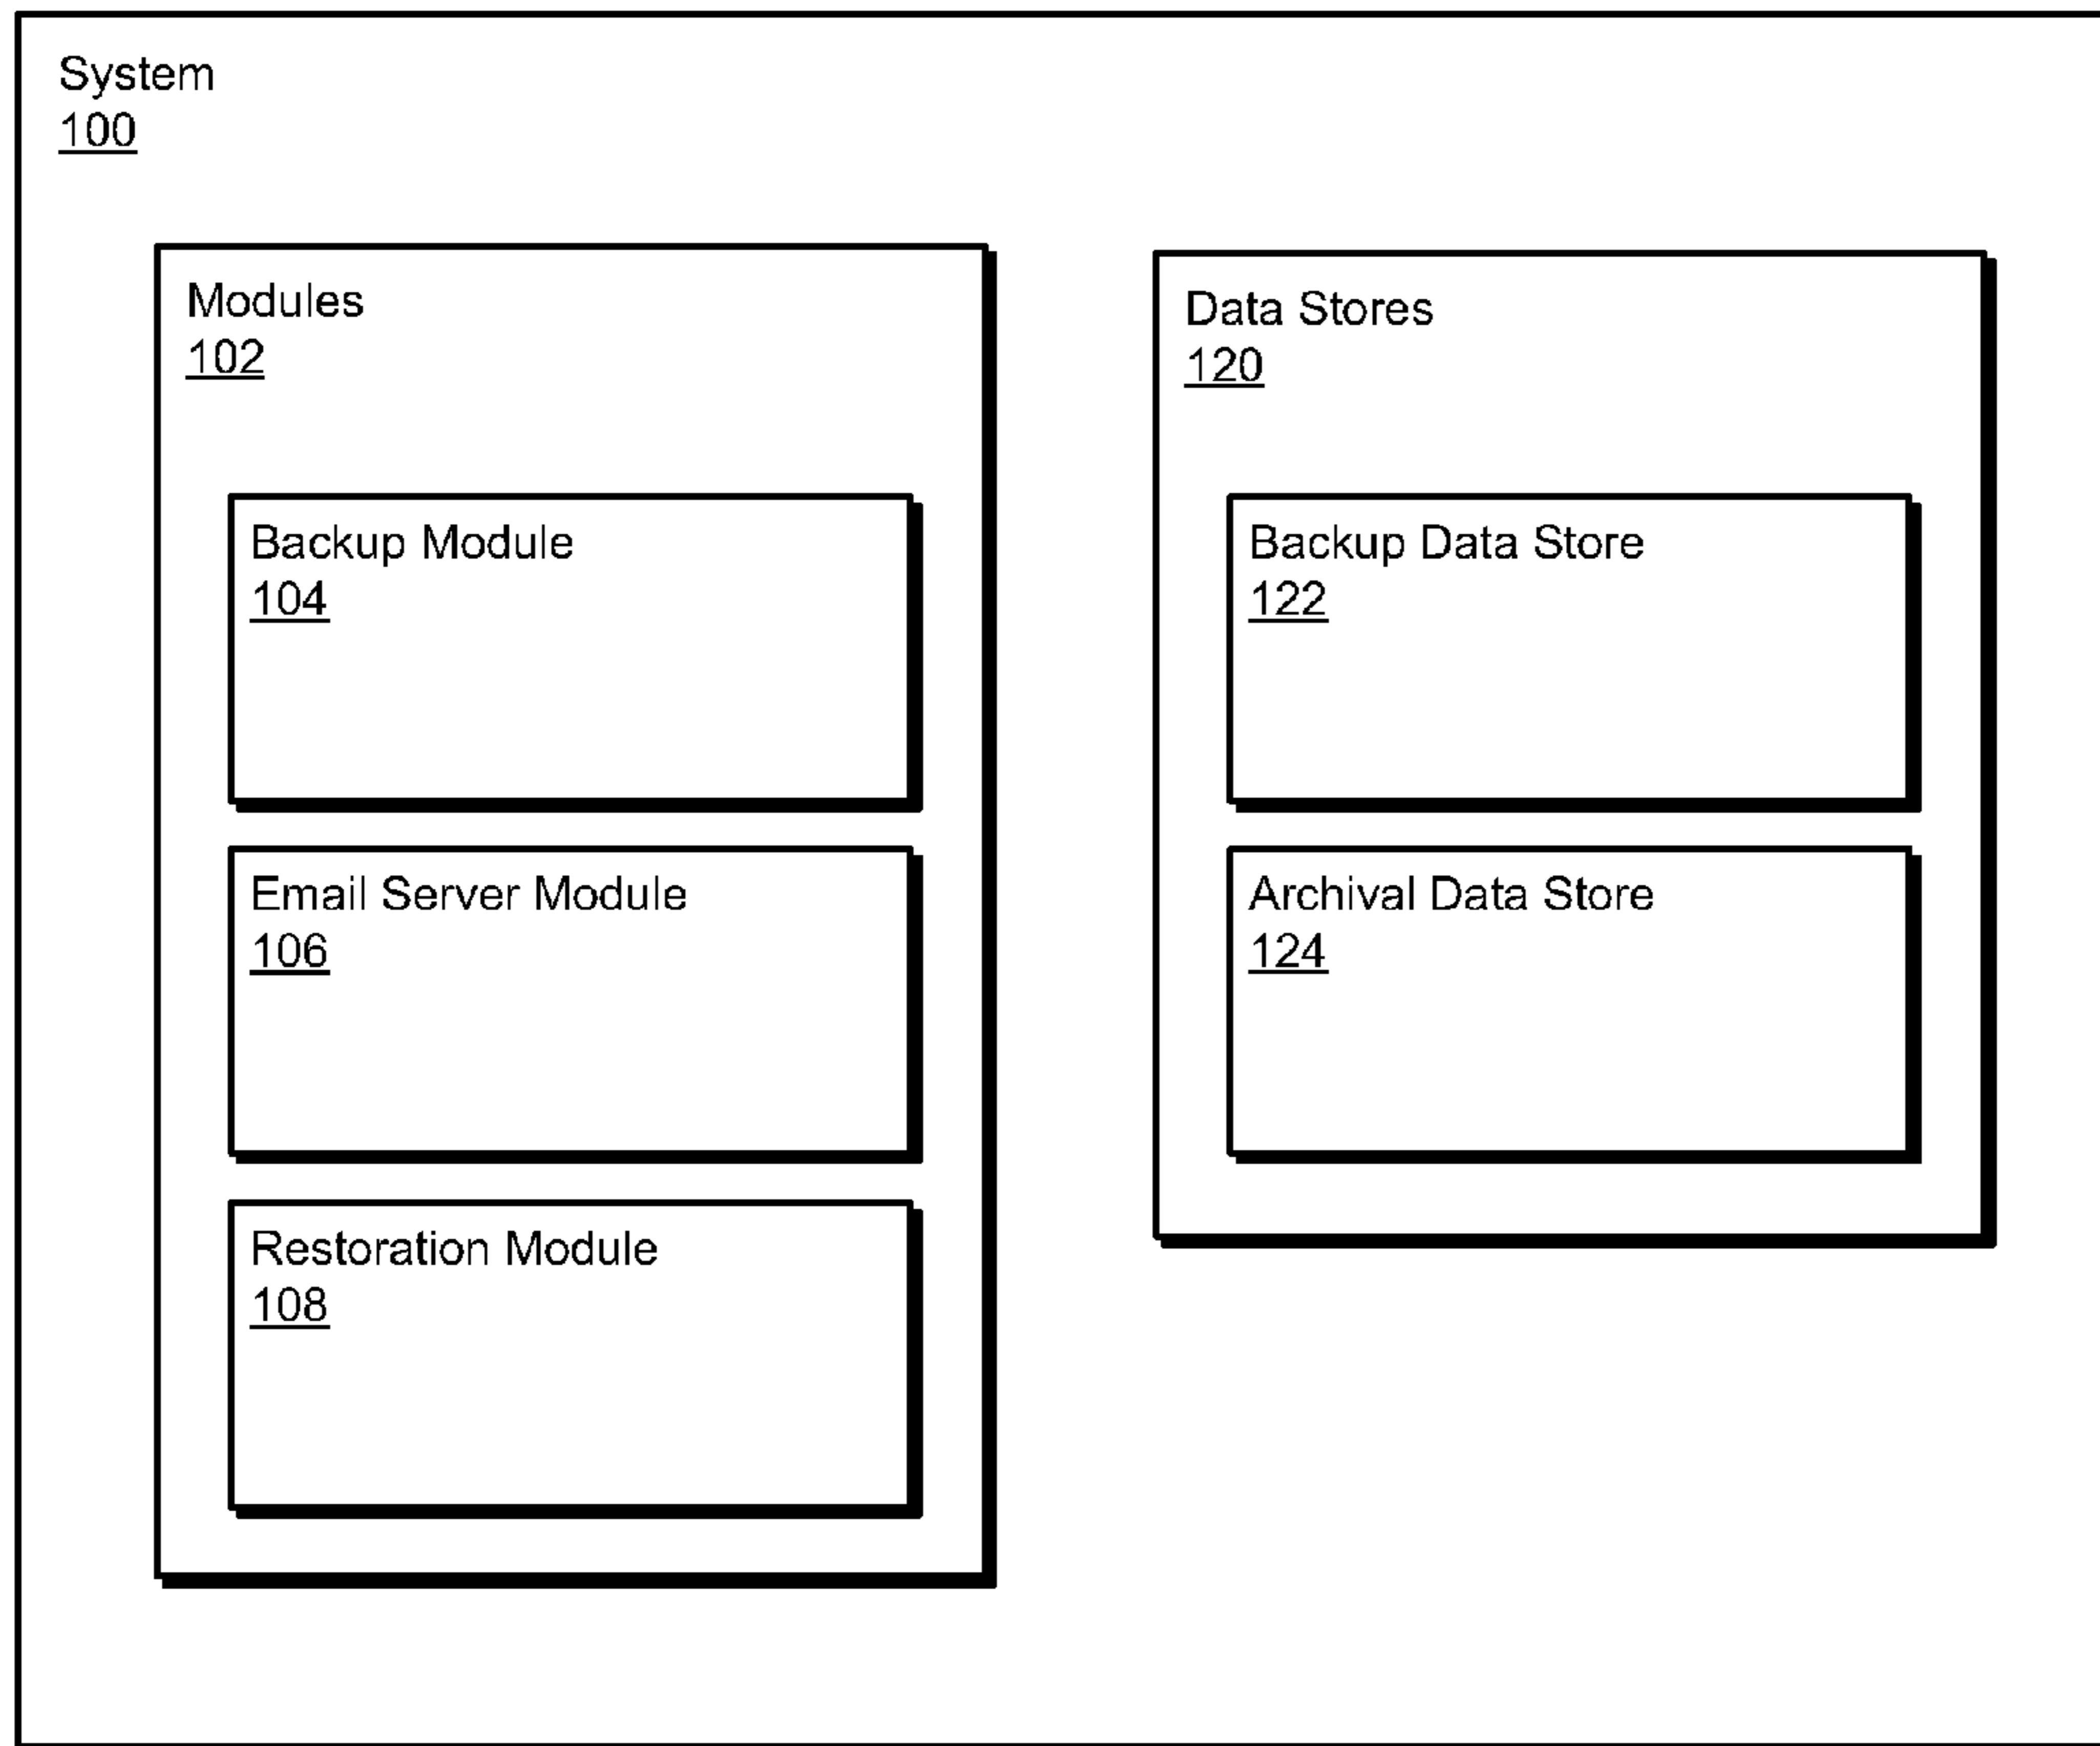 System
100
Modules
102
Backup Module
104
Email Server Module
106
Restoration Module
108
Data Stores
120
Backup Data Store
122
Archival Data Store
124